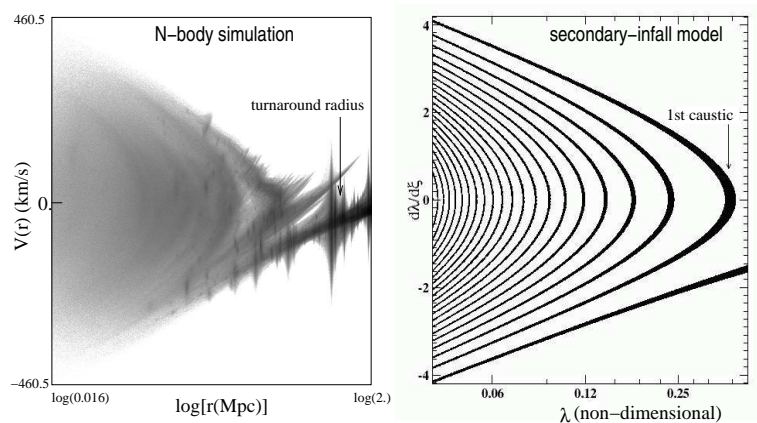 N-body simulation
460.5
turnaround radius
0.
V(r) (km/s)
-460.5
log(0.016)
log[r(Mpc)]
log(2.)
secondary-infall model
4
1st caustic
2
dλ/dξ
0
-2
-4
0.06
0.12
0.25
λ (non-dimensional)